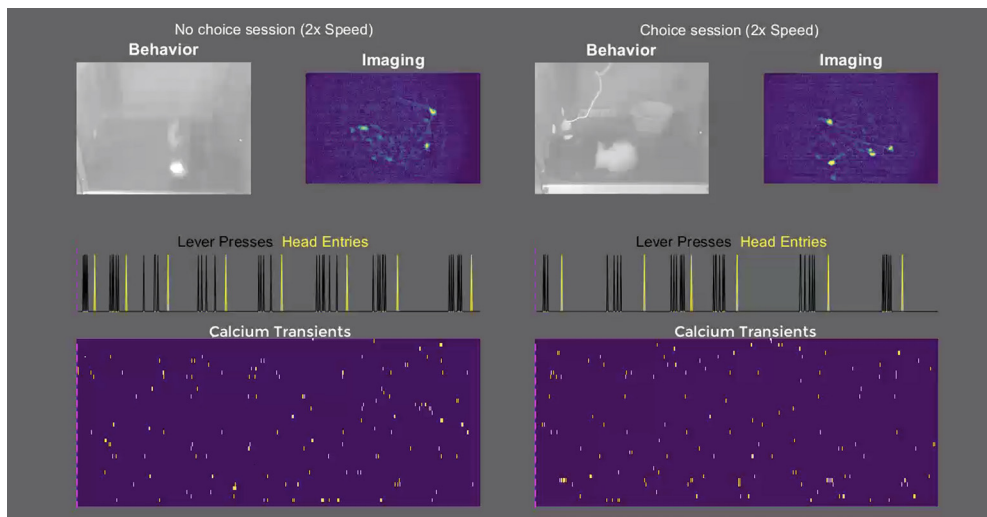 No choice session (2x Speed)
Behavior
Imaging
Lever Presses Head Entries
Calcium Transients
Choice session (2x Speed)
Behavior
Imaging
Lever Presses Head Entries
Calcium Transients